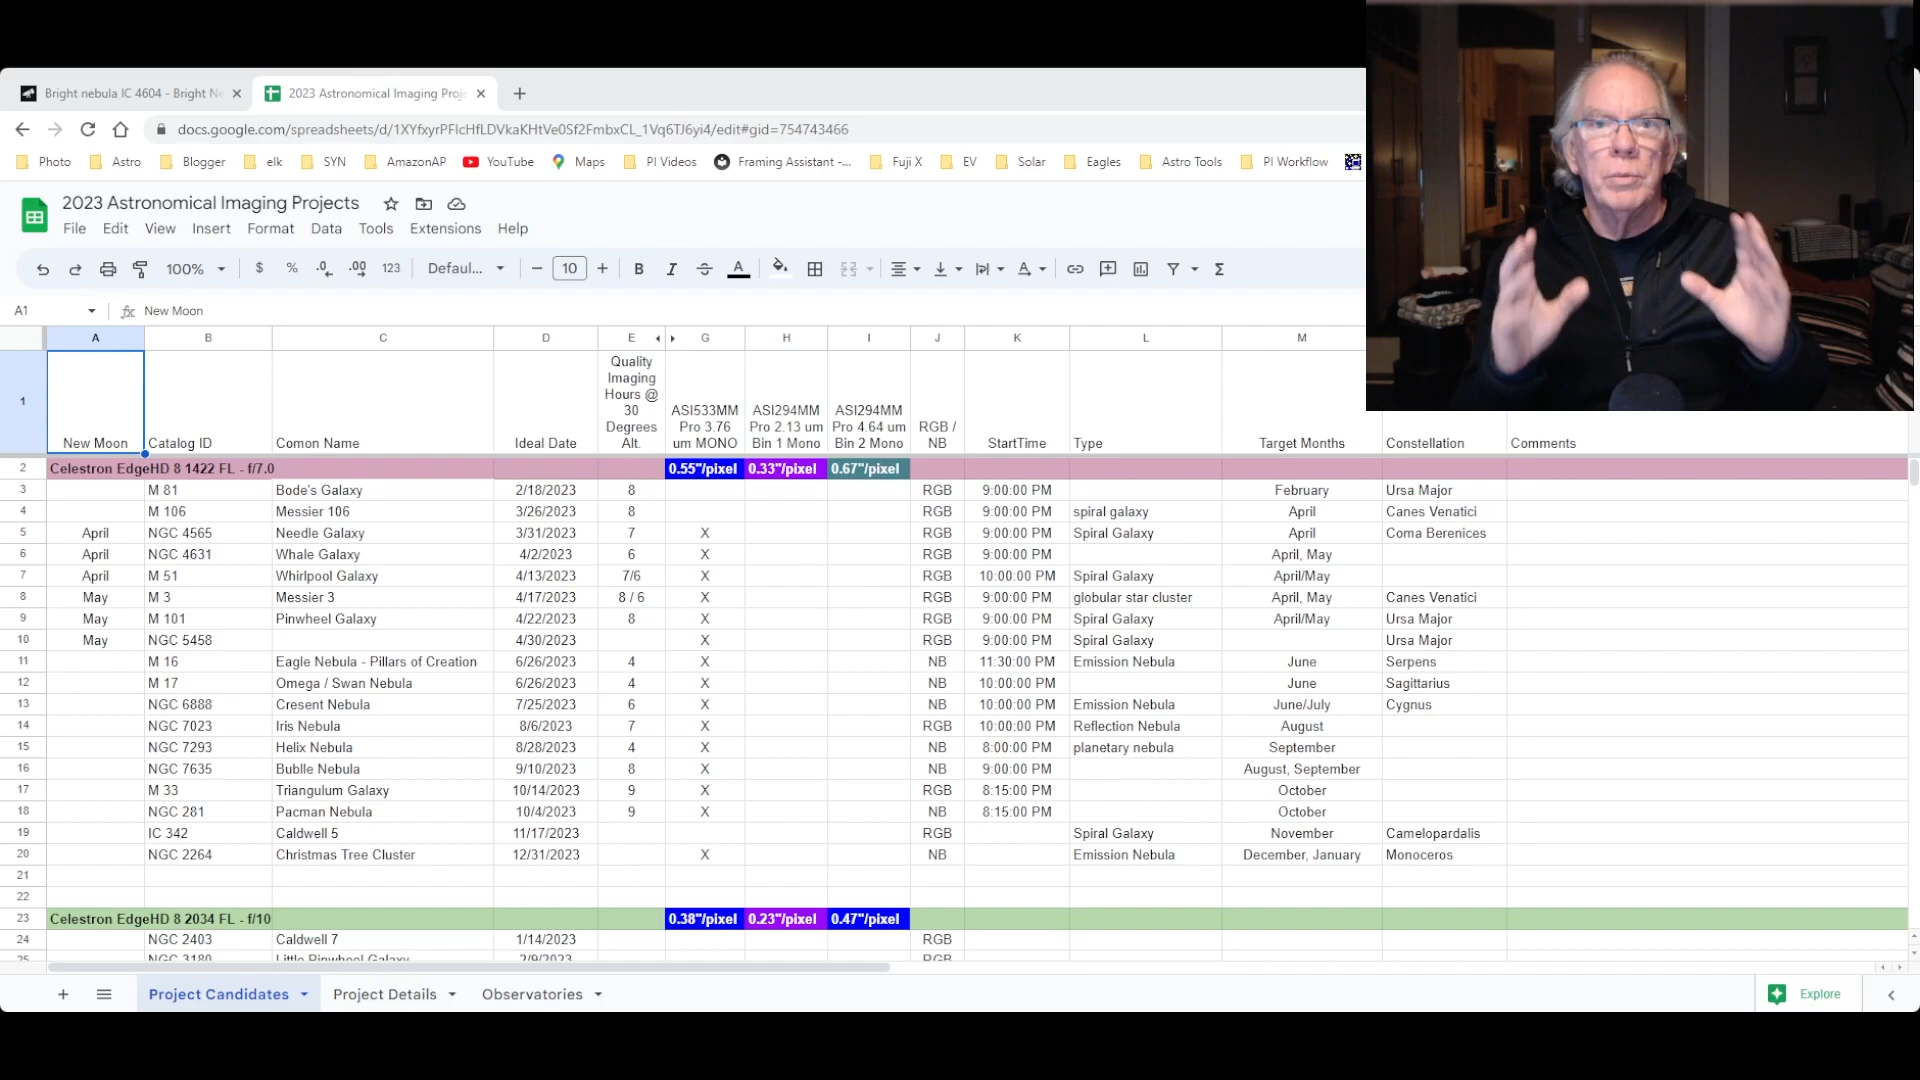 Bright nebula IC 4604 - Bright Ne
2023 Astronomical Imaging Proje
docs.google.com/spreadsheets/d/1XYfxyrPFIcHfLDVkaKHtVe0Sf2FmbxCL_1Vq6TJ6yi4/edit#gid=754743466
Photo Astro Blogger elk SYN AmazonAP YouTube Maps PI Videos Framing Assistant -... Fuji X EV Solar Eagles Astro Tools PI Workflow
2023 Astronomical Imaging Projects
File Edit View Insert Format Data Tools Extensions Help
100% $ % .0 .00 123 Defaul... − 10 + B I S A Σ
A1 fx New Moon
A B C D E G H I J K L M
1 New Moon Catalog ID Comon Name Ideal Date Quality Imaging Hours @ 30 Degrees Alt. ASI533MM Pro 3.76 um MONO ASI294MM Pro 2.13 um Bin 1 Mono ASI294MM Pro 4.64 um Bin 2 Mono RGB / NB StartTime Type Target Months Constellation Comments
2 Celestron EdgeHD 8 1422 FL - f/7.0 0.55"/pixel 0.33"/pixel 0.67"/pixel
3 M 81 Bode's Galaxy 2/18/2023 8 RGB 9:00:00 PM February Ursa Major
4 M 106 Messier 106 3/26/2023 8 RGB 9:00:00 PM spiral galaxy April Canes Venatici
5 April NGC 4565 Needle Galaxy 3/31/2023 7 X RGB 9:00:00 PM Spiral Galaxy April Coma Berenices
6 April NGC 4631 Whale Galaxy 4/2/2023 6 X RGB 9:00:00 PM April, May
7 April M 51 Whirlpool Galaxy 4/13/2023 7/6 X RGB 10:00:00 PM Spiral Galaxy April/May
8 May M 3 Messier 3 4/17/2023 8 / 6 X RGB 9:00:00 PM globular star cluster April, May Canes Venatici
9 May M 101 Pinwheel Galaxy 4/22/2023 8 X RGB 9:00:00 PM Spiral Galaxy April/May Ursa Major
10 May NGC 5458 4/30/2023 X RGB 9:00:00 PM Spiral Galaxy Ursa Major
11 M 16 Eagle Nebula - Pillars of Creation 6/26/2023 4 X NB 11:30:00 PM Emission Nebula June Serpens
12 M 17 Omega / Swan Nebula 6/26/2023 4 X NB 10:00:00 PM June Sagittarius
13 NGC 6888 Cresent Nebula 7/25/2023 6 X NB 10:00:00 PM Emission Nebula June/July Cygnus
14 NGC 7023 Iris Nebula 8/6/2023 7 X RGB 10:00:00 PM Reflection Nebula August
15 NGC 7293 Helix Nebula 8/28/2023 4 X NB 8:00:00 PM planetary nebula September
16 NGC 7635 Bublle Nebula 9/10/2023 8 X NB 9:00:00 PM August, September
17 M 33 Triangulum Galaxy 10/14/2023 9 X RGB 8:15:00 PM October
18 NGC 281 Pacman Nebula 10/4/2023 9 X NB 8:15:00 PM October
19 IC 342 Caldwell 5 11/17/2023 RGB Spiral Galaxy November Camelopardalis
20 NGC 2264 Christmas Tree Cluster 12/31/2023 X NB Emission Nebula December, January Monoceros
21
22
23 Celestron EdgeHD 8 2034 FL - f/10 0.38"/pixel 0.23"/pixel 0.47"/pixel
24 NGC 2403 Caldwell 7 1/14/2023 RGB
25 NGC 3180 Little Pinwheel Galaxy 2/9/2023 RGB
Project Candidates Project Details Observatories Explore